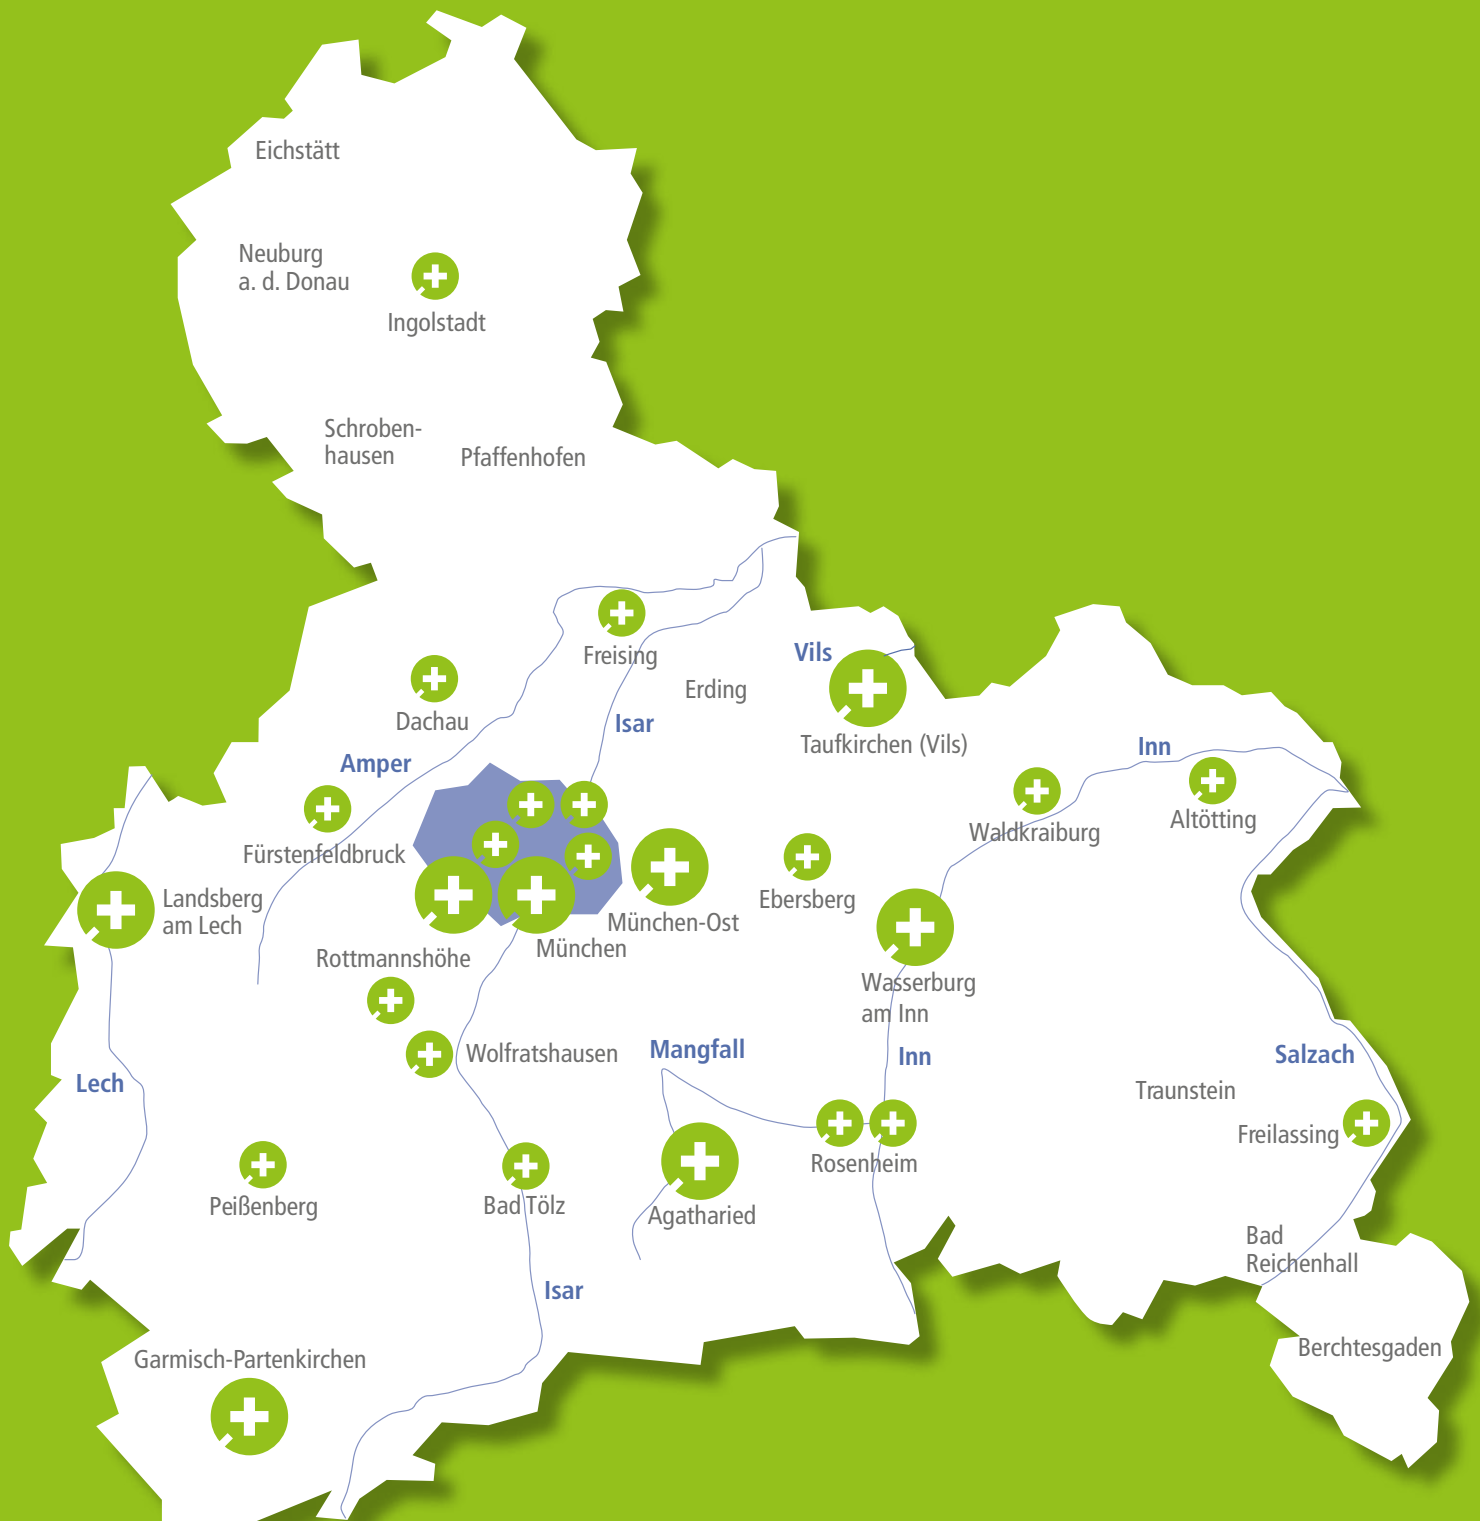 Eichstätt
Neuburg
a. d. Donau
Ingolstadt
Schroben-
hausen
Pfaffenhofen
Freising
Vils
Erding
Dachau
Isar
Taufkirchen (Vils)
Inn
Amper
Altötting
Waldkraiburg
Fürstenfeldbruck
Landsberg
am Lech
Ebersberg
München-Ost
München
Rottmannshöhe
Wasserburg
am Inn
Wolfratshausen
Mangfall
Inn
Salzach
Lech
Traunstein
Freilassing
Rosenheim
Peißenberg
Bad Tölz
Agatharied
Bad
Reichenhall
Isar
Berchtesgaden
Garmisch-Partenkirchen